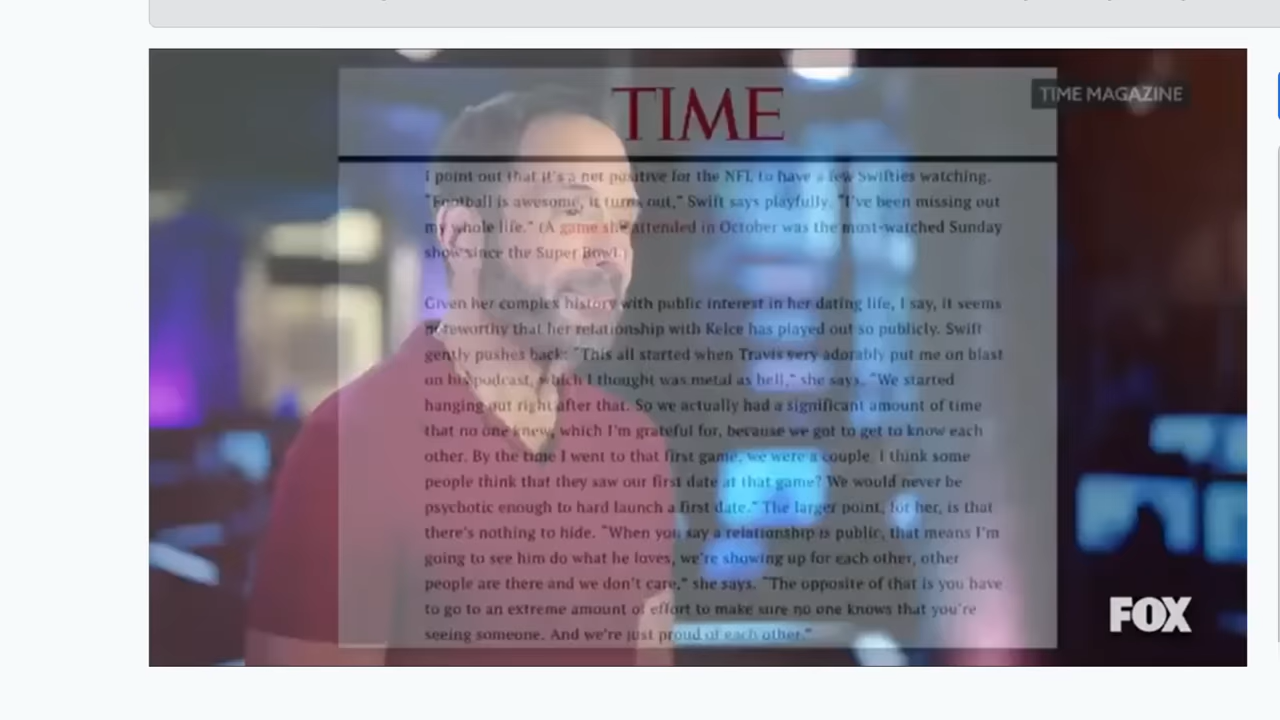 TIME
TIME MAGAZINE
I point out that it's a net positive for the NFL to have a few Swifties watching.
"Football is awesome, it turns out," Swift says playfully. "I've been missing out
my whole life." (A game she attended in October was the most-watched Sunday
show since the Super Bowl.)
Given her complex history with public interest in her dating life, I say, it seems
noteworthy that her relationship with Kelce has played out so publicly. Swift
gently pushes back: "This all started when Travis very adorably put me on blast
on his podcast, which I thought was metal as hell," she says. "We started
hanging out right after that. So we actually had a significant amount of time
that no one knew, which I'm grateful for, because we got to get to know each
other. By the time I went to that first game, we were a couple. I think some
people think that they saw our first date at that game? We would never be
psychotic enough to hard launch a first date." The larger point, for her, is that
there's nothing to hide. "When you say a relationship is public, that means I'm
going to see him do what he loves, we're showing up for each other, other
people are there and we don't care," she says. "The opposite of that is you have
to go to an extreme amount of effort to make sure no one knows that you're
seeing someone. And we're just proud of each other."
FOX